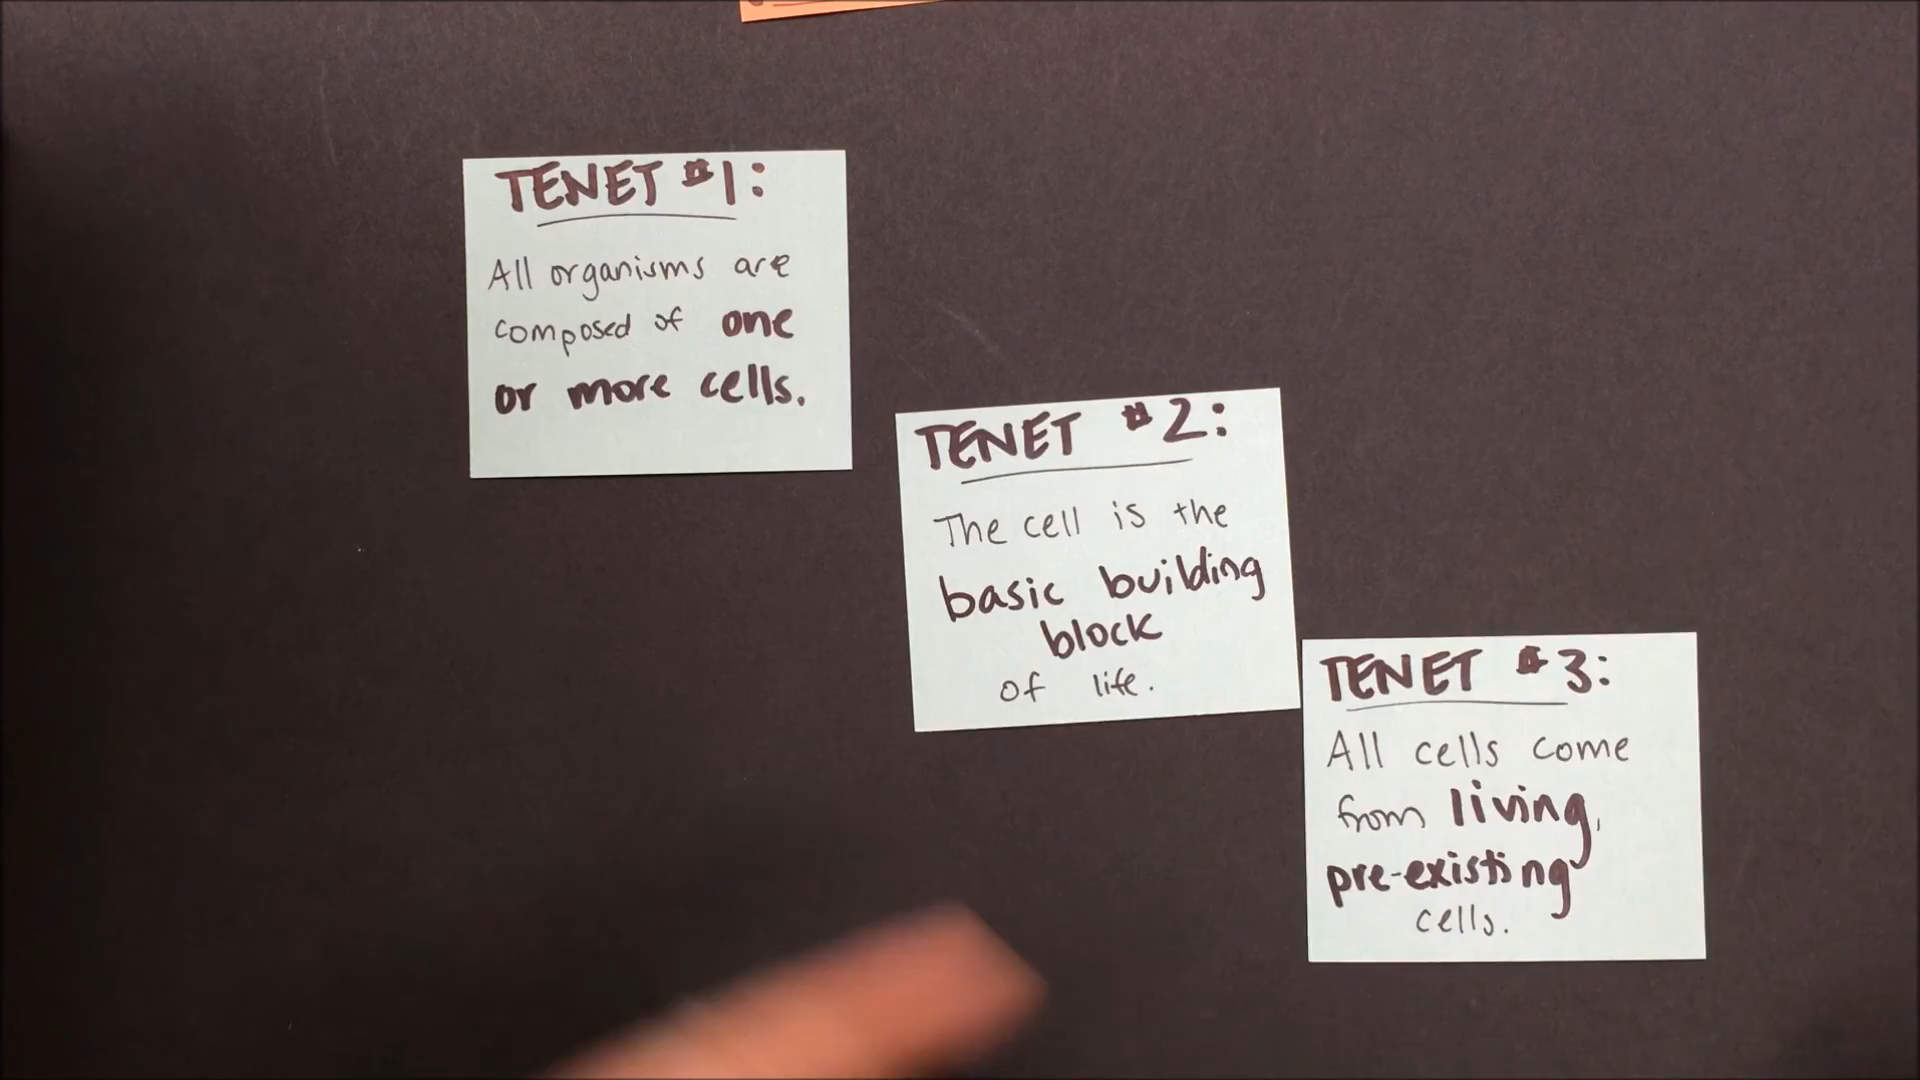 TENET #1:
All organisms are
composed of one
or more cells.
TENET #2:
The cell is the
basic building
block
of life.
TENET #3:
All cells come
from living,
pre-existing
cells.